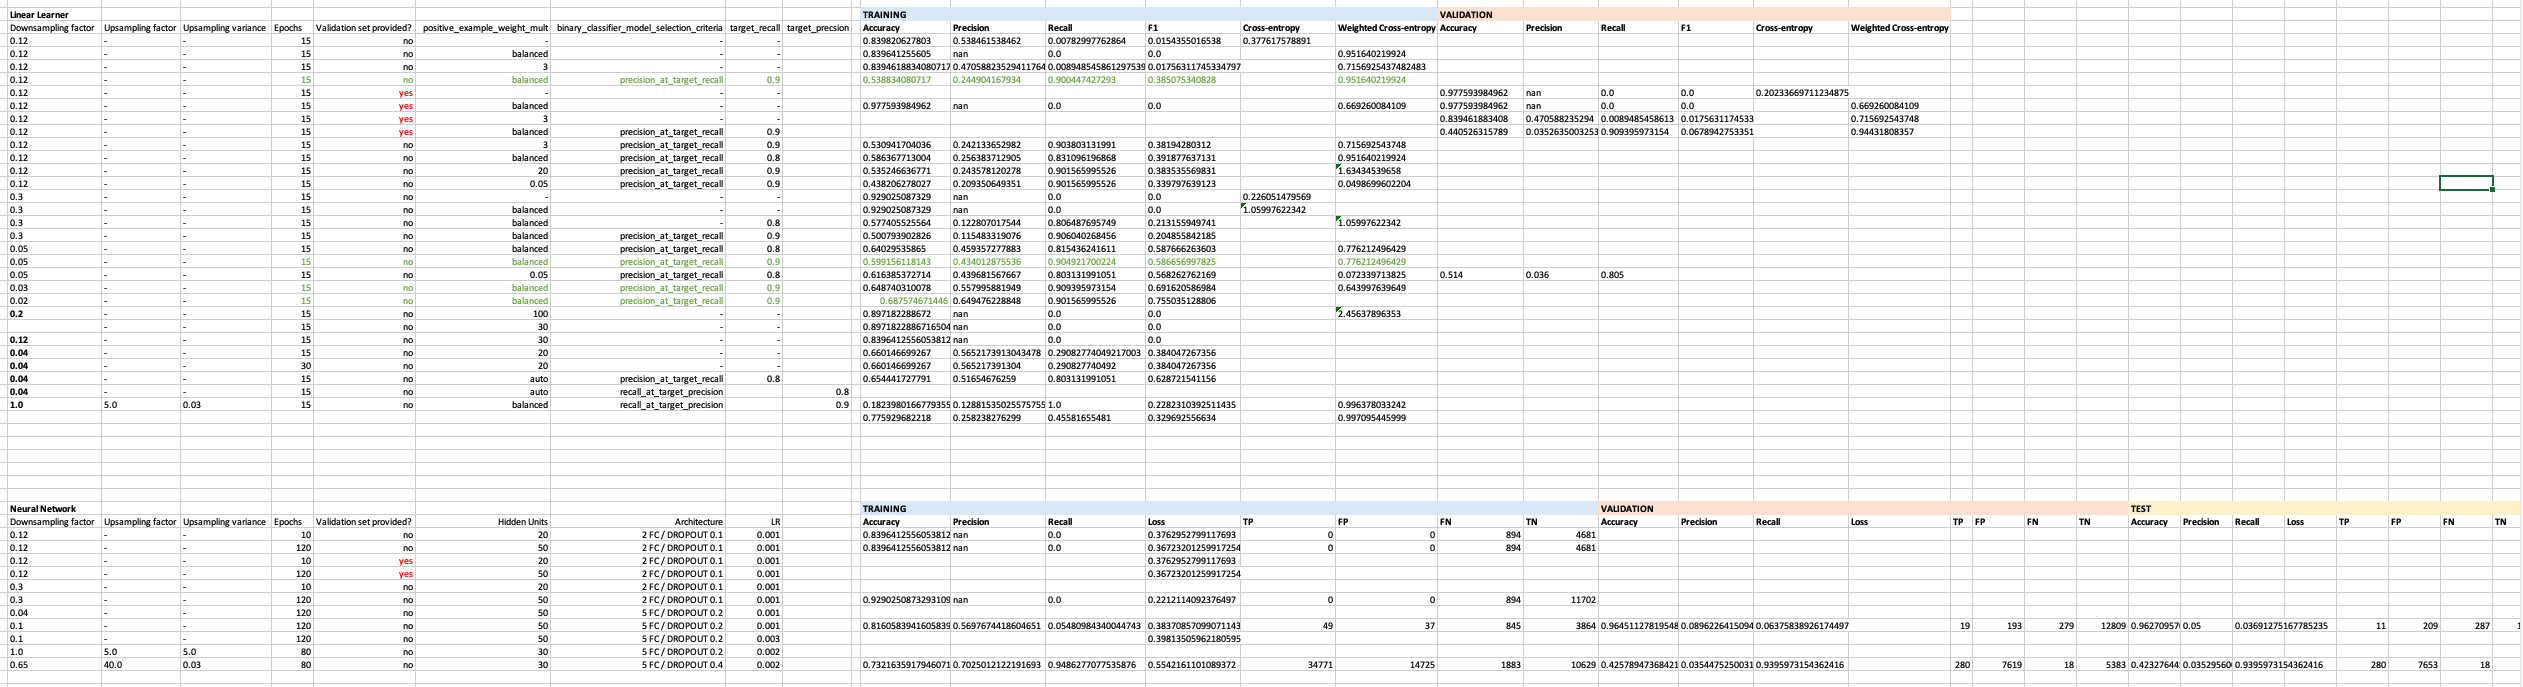 Linear Learner TRAINING VALIDATION
Downsampling factor Upsampling factor Upsampling variance Epochs Validation set provided? positive_example_weight_mult binary_classifier_model_selection_criteria target_recall target_precsion Accuracy Precision Recall F1 Cross-entropy Weighted Cross-entropy Accuracy Precision Recall F1 Cross-entropy Weighted Cross-entropy
0.12 - - 15 no - - - 0.839820627803 0.538461538462 0.00782997762864 0.0154355016538 0.377617578891
0.12 - - 15 no balanced - - 0.839641255605 nan 0.0 0.0 0.951640219924
0.12 - - 15 no 3 - - 0.8394618834080717 0.47058823529411764 0.008948545861297539 0.01756311745334797 0.7156925437482483
0.12 - - 15 no balanced precision_at_target_recall 0.9 0.538834080717 0.244904167934 0.900447427293 0.385075340828 0.951640219924
0.12 - - 15 yes - - - 0.977593984962 nan 0.0 0.0 0.20233669711234875
0.12 - - 15 yes balanced - - 0.977593984962 nan 0.0 0.0 0.669260084109 0.977593984962 nan 0.0 0.0 0.669260084109
0.12 - - 15 yes 3 - - 0.839461883408 0.470588235294 0.0089485458613 0.0175631174533 0.715692543748
0.12 - - 15 yes balanced precision_at_target_recall 0.9 0.440526315789 0.0352635003253 0.909395973154 0.0678942753351 0.94431808357
0.12 - - 15 no 3 precision_at_target_recall 0.9 0.530941704036 0.242133652982 0.903803131991 0.38194280312 0.715692543748
0.12 - - 15 no balanced precision_at_target_recall 0.8 0.586367713004 0.256383712905 0.831096196868 0.391877637131 0.951640219924
0.12 - - 15 no 20 precision_at_target_recall 0.9 0.535246636771 0.243578120278 0.901565995526 0.383535569831 1.63434539658
0.12 - - 15 no 0.05 precision_at_target_recall 0.9 0.438206278027 0.209350649351 0.901565995526 0.339797639123 0.0498699602204
0.3 - - 15 no - - - 0.929025087329 nan 0.0 0.0 0.226051479569
0.3 - - 15 no balanced - - 0.929025087329 nan 0.0 0.0 1.05997622342
0.3 - - 15 no balanced - 0.8 0.577405525564 0.122807017544 0.806487695749 0.213155949741 1.05997622342
0.3 - - 15 no balanced precision_at_target_recall 0.9 0.500793902826 0.115483319076 0.906040268456 0.204855842185
0.05 - - 15 no balanced precision_at_target_recall 0.8 0.64029535865 0.459357277883 0.815436241611 0.587666263603 0.776212496429
0.05 - - 15 no balanced precision_at_target_recall 0.9 0.599156118143 0.434012875536 0.904921700224 0.586656997825 0.776212496429
0.05 - - 15 no 0.05 precision_at_target_recall 0.8 0.616385372714 0.439681567667 0.803131991051 0.568262762169 0.072339713825 0.514 0.036 0.805
0.03 - - 15 no balanced precision_at_target_recall 0.9 0.648740310078 0.557995881949 0.909395973154 0.691620586984 0.643997639649
0.02 - - 15 no balanced precision_at_target_recall 0.9 0.687574671446 0.649476228848 0.901565995526 0.755035128806
0.2 - - 15 no 100 - - 0.897182288672 nan 0.0 0.0 2.45637896353
- - 15 no 30 - - 0.8971822886716504 nan 0.0 0.0
0.12 - - 15 no 30 - - 0.8396412556053812 nan 0.0 0.0
0.04 - - 15 no 20 - - 0.660146699267 0.5652173913043478 0.29082774049217003 0.384047267356
0.04 - - 30 no 20 - - 0.660146699267 0.565217391304 0.290827740492 0.384047267356
0.04 - - 15 no auto precision_at_target_recall 0.8 0.654441727791 0.51654676259 0.803131991051 0.628721541156
0.04 - - 15 no auto recall_at_target_precision 0.8
1.0 5.0 0.03 15 no balanced recall_at_target_precision 0.9 0.1823980166779355 0.12881535025575755 1.0 0.2282310392511435 0.996378033242
0.775929682218 0.258238276299 0.45581655481 0.329692556634 0.997095445999
Neural Network TRAINING VALIDATION TEST
Downsampling factor Upsampling factor Upsampling variance Epochs Validation set provided? Hidden Units Architecture LR Accuracy Precision Recall Loss TP FP FN TN Accuracy Precision Recall Loss TP FP FN TN Accuracy Precision Recall Loss TP FP FN TN
0.12 - - 10 no 20 2 FC / DROPOUT 0.1 0.001 0.8396412556053812 nan 0.0 0.3762952799117693 0 0 894 4681
0.12 - - 120 no 50 2 FC / DROPOUT 0.1 0.001 0.8396412556053812 nan 0.0 0.36723201259917254 0 0 894 4681
0.12 - - 10 yes 20 2 FC / DROPOUT 0.1 0.001 0.3762952799117693
0.12 - - 120 yes 50 2 FC / DROPOUT 0.1 0.001 0.36723201259917254
0.3 - - 10 no 20 2 FC / DROPOUT 0.1 0.001
0.3 - - 120 no 50 2 FC / DROPOUT 0.1 0.001 0.9290250873293109 nan 0.0 0.2212114092376497 0 0 894 11702
0.04 - - 120 no 50 5 FC / DROPOUT 0.2 0.001
0.1 - - 120 no 50 5 FC / DROPOUT 0.2 0.001 0.8160583941605839 0.5697674418604651 0.05480984340044743 0.38370857099071143 49 37 845 3864 0.96451127819548 0.0896226415094 0.06375838926174497 19 193 279 12809 0.962709570 0.05 0.03691275167785235 11 209 287 1
0.1 - - 120 no 50 5 FC / DROPOUT 0.2 0.003 0.39813505962180595
1.0 5.0 5.0 80 no 30 5 FC / DROPOUT 0.2 0.002
0.65 40.0 0.03 80 no 30 5 FC / DROPOUT 0.4 0.002 0.7321635917946071 0.7025012122191693 0.9486277077535876 0.5542161101089372 34771 14725 1883 10629 0.42578947368421 0.0354475250031 0.9395973154362416 280 7619 18 5383 0.42327644 0.03529560 0.9395973154362416 280 7653 18